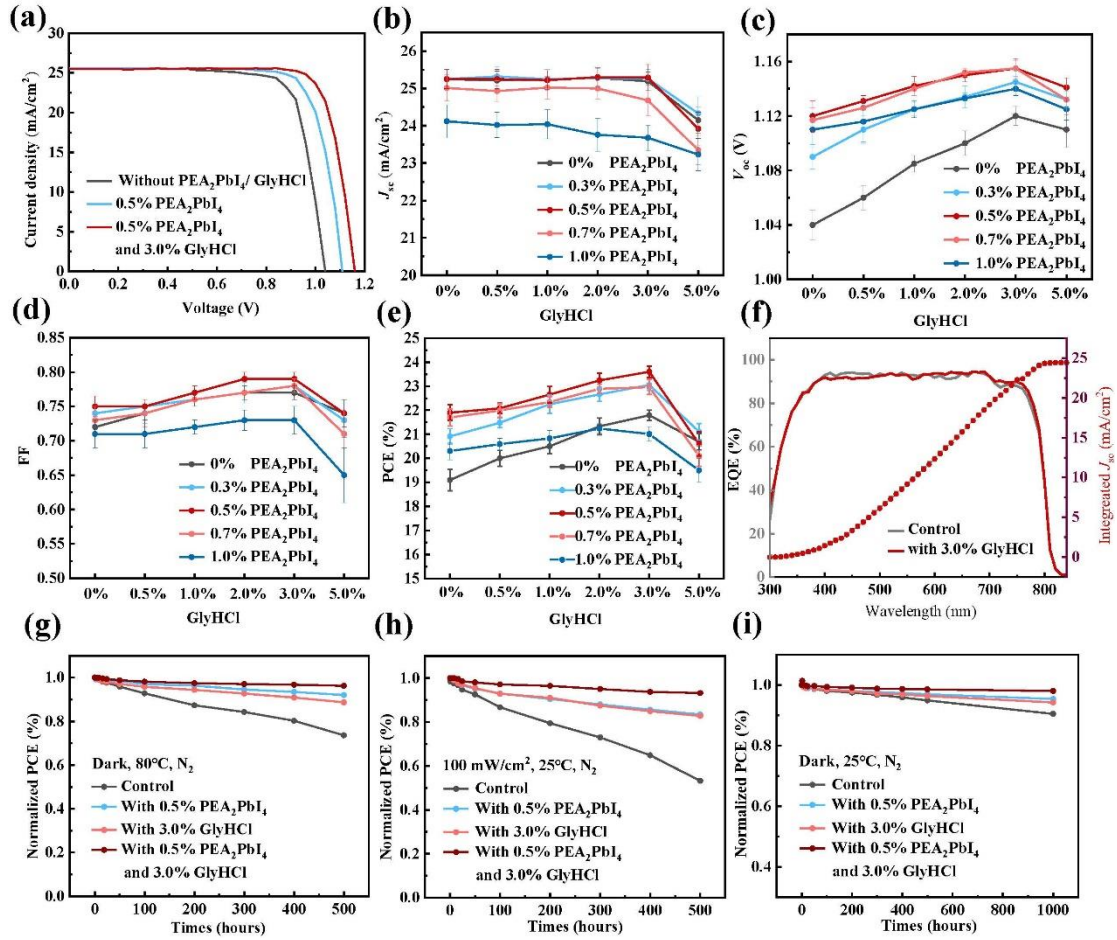 (a)
30
25
20
15
10
5
0
0.0 0.2 0.4 0.6 0.8 1.0 1.2
Current density (mA/cm²)
Voltage (V)
Without PEA₂PbI₄/ GlyHCl
0.5% PEA₂PbI₄
0.5% PEA₂PbI₄
and 3.0% GlyHCl
(b)
26
25
24
23
22
21
20
0% 0.5% 1.0% 2.0% 3.0% 5.0%
Jsc (mA/cm²)
GlyHCl
0% PEA₂PbI₄
0.3% PEA₂PbI₄
0.5% PEA₂PbI₄
0.7% PEA₂PbI₄
1.0% PEA₂PbI₄
(c)
1.16
1.12
1.08
1.04
1.00
0% 0.5% 1.0% 2.0% 3.0% 5.0%
Voc (V)
GlyHCl
0% PEA₂PbI₄
0.3% PEA₂PbI₄
0.5% PEA₂PbI₄
0.7% PEA₂PbI₄
1.0% PEA₂PbI₄
(d)
0.85
0.80
0.75
0.70
0.65
0.60
0.55
0.50
0% 0.5% 1.0% 2.0% 3.0% 5.0%
FF
GlyHCl
0% PEA₂PbI₄
0.3% PEA₂PbI₄
0.5% PEA₂PbI₄
0.7% PEA₂PbI₄
1.0% PEA₂PbI₄
(e)
25
24
23
22
21
20
19
18
17
16
15
0% 0.5% 1.0% 2.0% 3.0% 5.0%
PCE (%)
GlyHCl
0% PEA₂PbI₄
0.3% PEA₂PbI₄
0.5% PEA₂PbI₄
0.7% PEA₂PbI₄
1.0% PEA₂PbI₄
(f)
100
80
60
40
20
0
300 400 500 600 700 800
25
20
15
10
5
0
EQE (%)
Integreated Jsc (mA/cm²)
Wavelength (nm)
Control
with 3.0% GlyHCl
(g)
1.0
0.8
0.6
0.4
0.2
0.0
0 100 200 300 400 500
Normalized PCE (%)
Times (hours)
Dark, 80°C, N₂
Control
With 0.5% PEA₂PbI₄
With 3.0% GlyHCl
With 0.5% PEA₂PbI₄
and 3.0% GlyHCl
(h)
1.0
0.8
0.6
0.4
0.2
0.0
0 100 200 300 400 500
Normalized PCE (%)
Times (hours)
100 mW/cm², 25°C, N₂
Control
With 0.5% PEA₂PbI₄
With 3.0% GlyHCl
With 0.5% PEA₂PbI₄
and 3.0% GlyHCl
(i)
1.0
0.8
0.6
0.4
0 200 400 600 800 1000
Normalized PCE (%)
Times (hours)
Dark, 25°C, N₂
Control
With 0.5% PEA₂PbI₄
With 3.0% GlyHCl
With 0.5% PEA₂PbI₄
and 3.0% GlyHCl